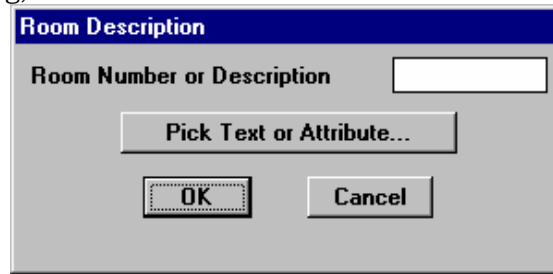 g,
Room Description
Room Number or Description
Pick Text or Attribute...
OK Cancel